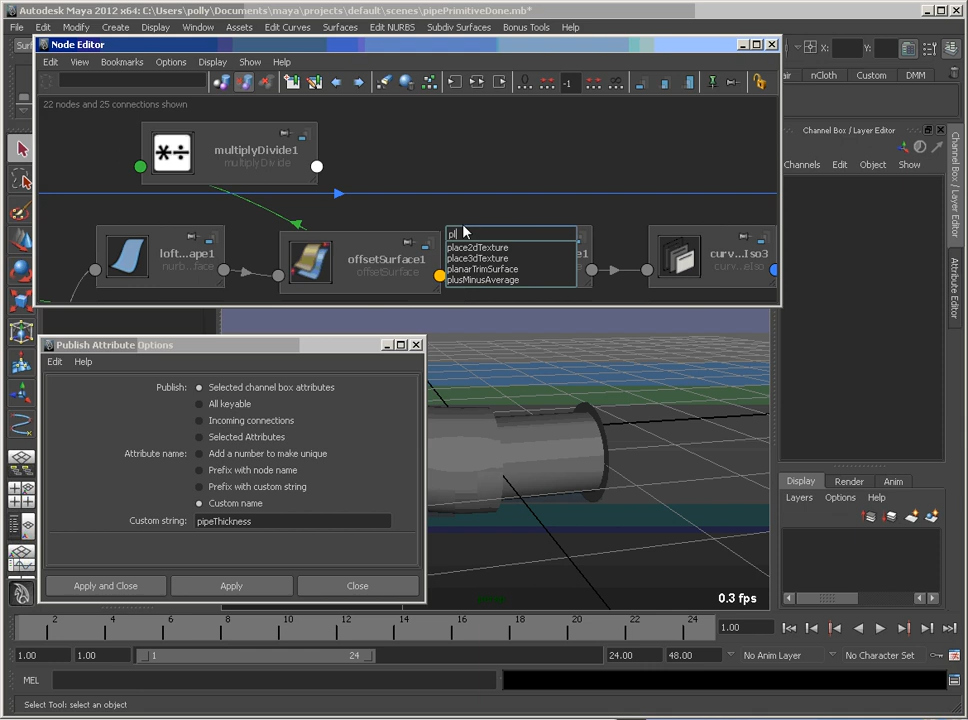 Autodesk Maya 2012 x64: C:\Users\polly\Documents\maya\projects\default\scenes\pipePrimitiveDone.mb*
File Edit Modify Create Display Window Assets Edit Curves Surfaces Edit NURBS Subdiv Surfaces Bonus Tools Help
Node Editor
X: Y:
Edit View Bookmarks Options Display Show Help
nCloth Custom DMM
-1
22 nodes and 25 connections shown
Channel Box / Layer Editor
multiplyDivide1
multiplyDivide
Channels Edit Object Show
Channel Box / Layer Editor
pl
place2dTexture
place3dTexture
planarTrimSurface
plusMinusAverage
loft...ape1
offsetSurface1
offsetSurface
curv...Iso3
Attribute Editor
Publish Attribute Options
Edit Help
Publish: Selected channel box attributes
All keyable
Incoming connections
Selected Attributes
Attribute name: Add a number to make unique
Prefix with node name
Prefix with custom string
Custom name
Custom string: pipeThickness
Apply and Close Apply Close
Display Render Anim
Layers Options Help
0.3 fps
2 4 6 8 10 12 14 16 18 20 22 24
1.00
1.00 1.00 1 24 24.00 48.00 No Anim Layer No Character Set
MEL
Select Tool: select an object